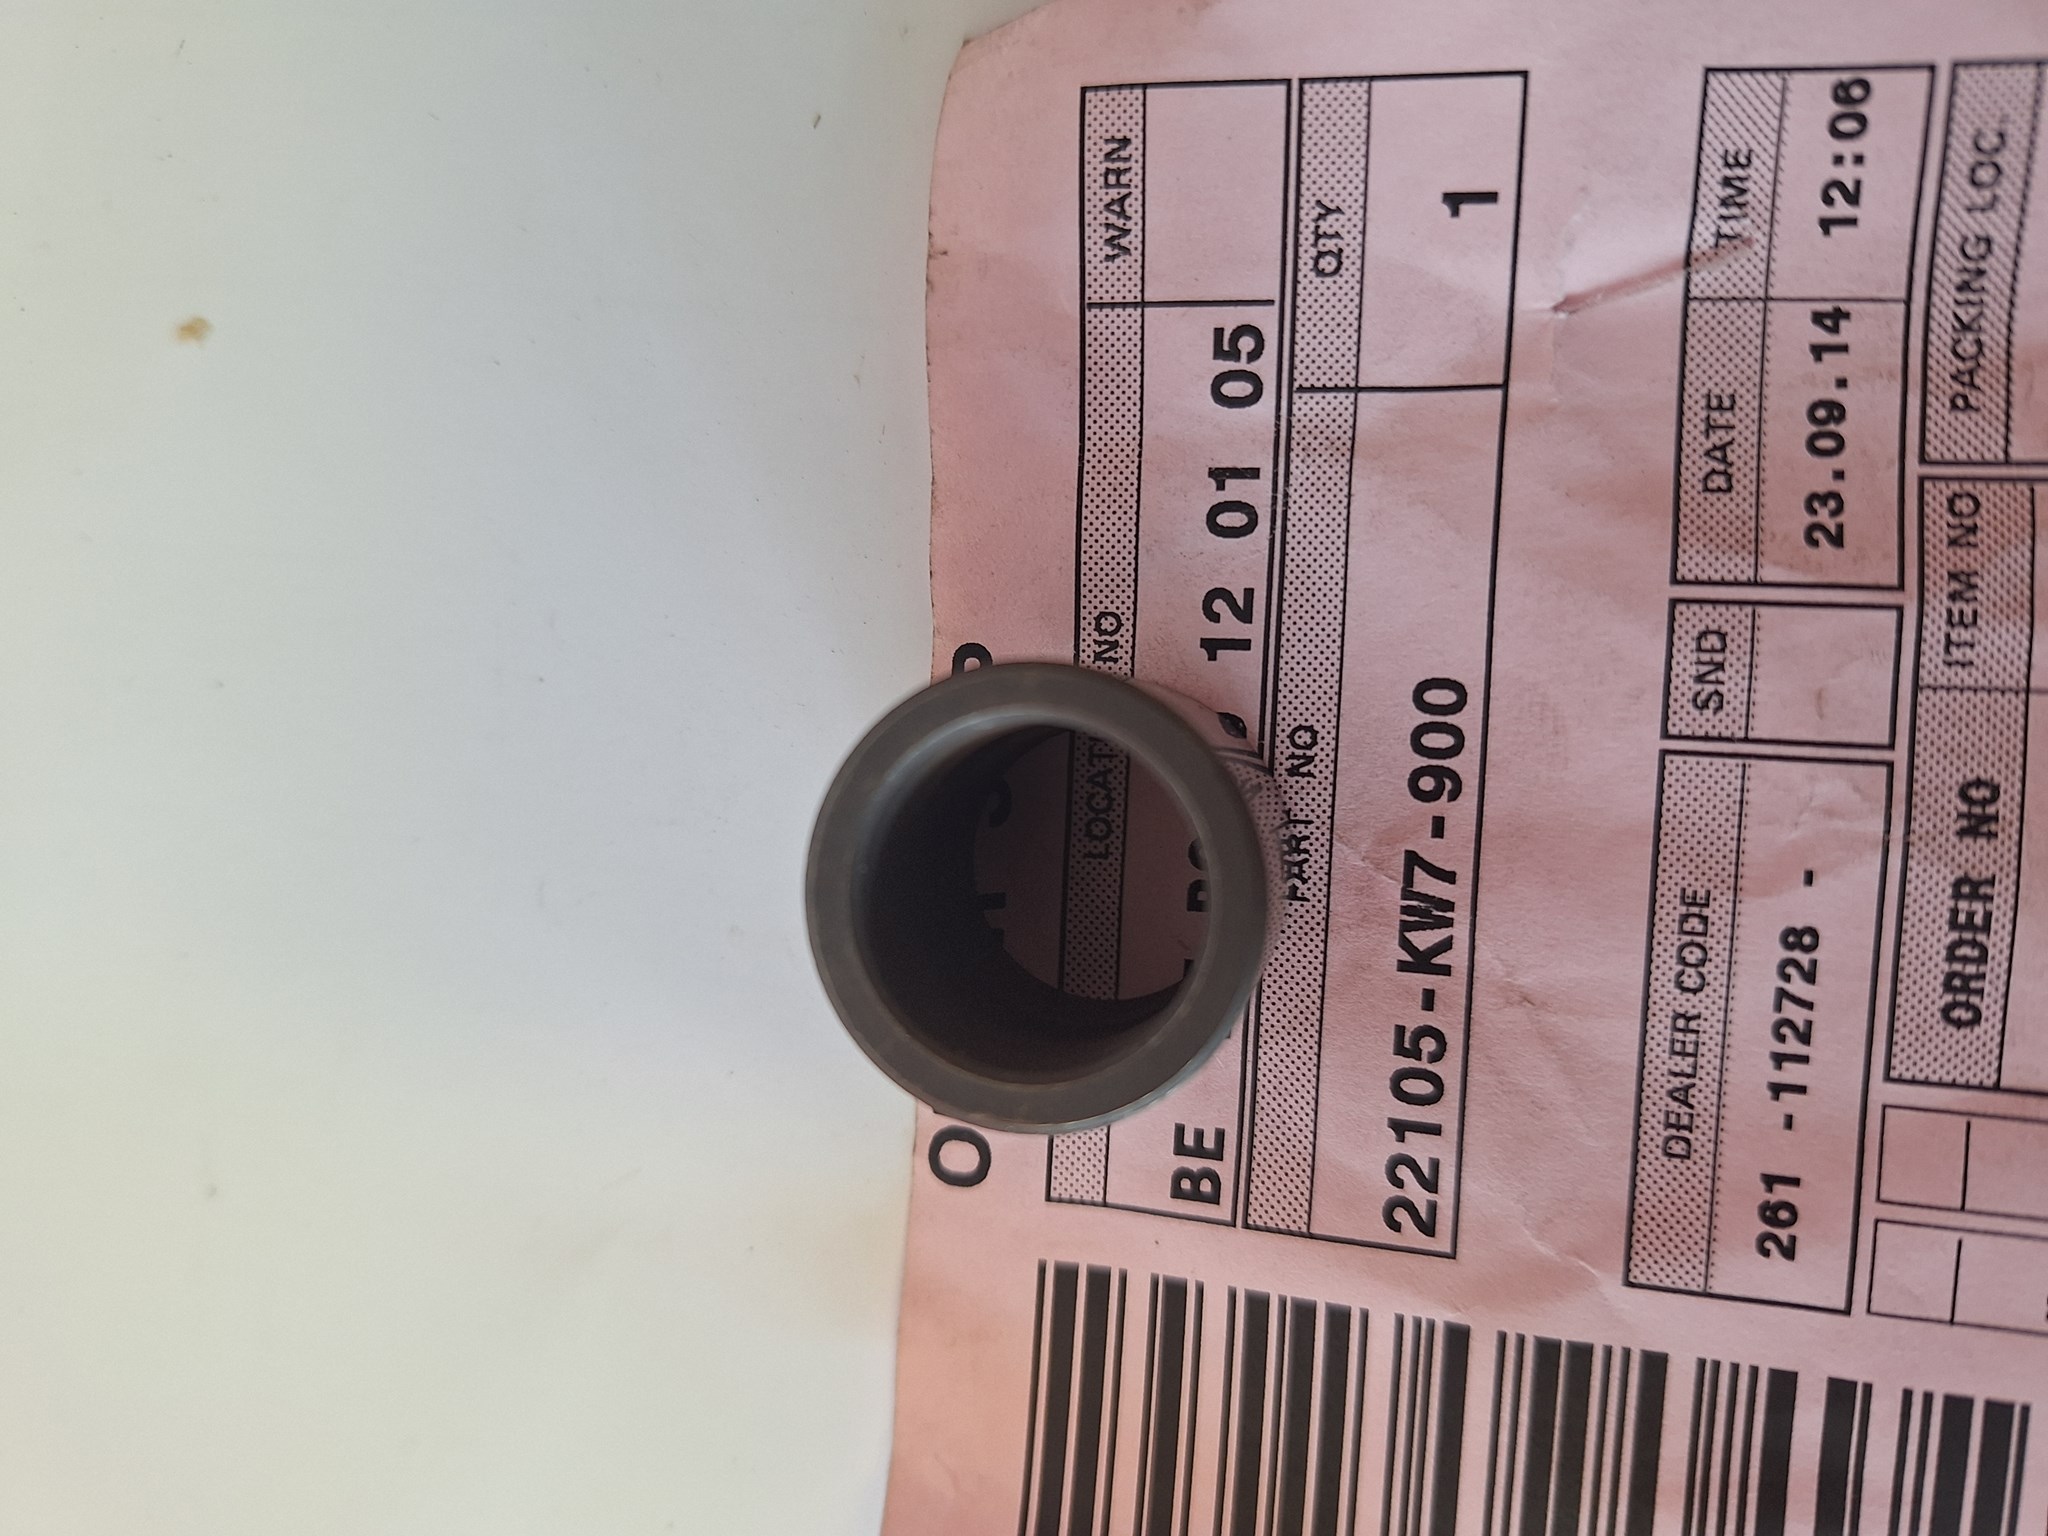 WARN
LOCAT NO
BE 12 01 05
PART NO QTY
22105-KW7-900 1
DEALER CODE SND DATE TIME
261 -112728 - 23.09.14 12:06
ORDER NO ITEM NO PACKING LOC